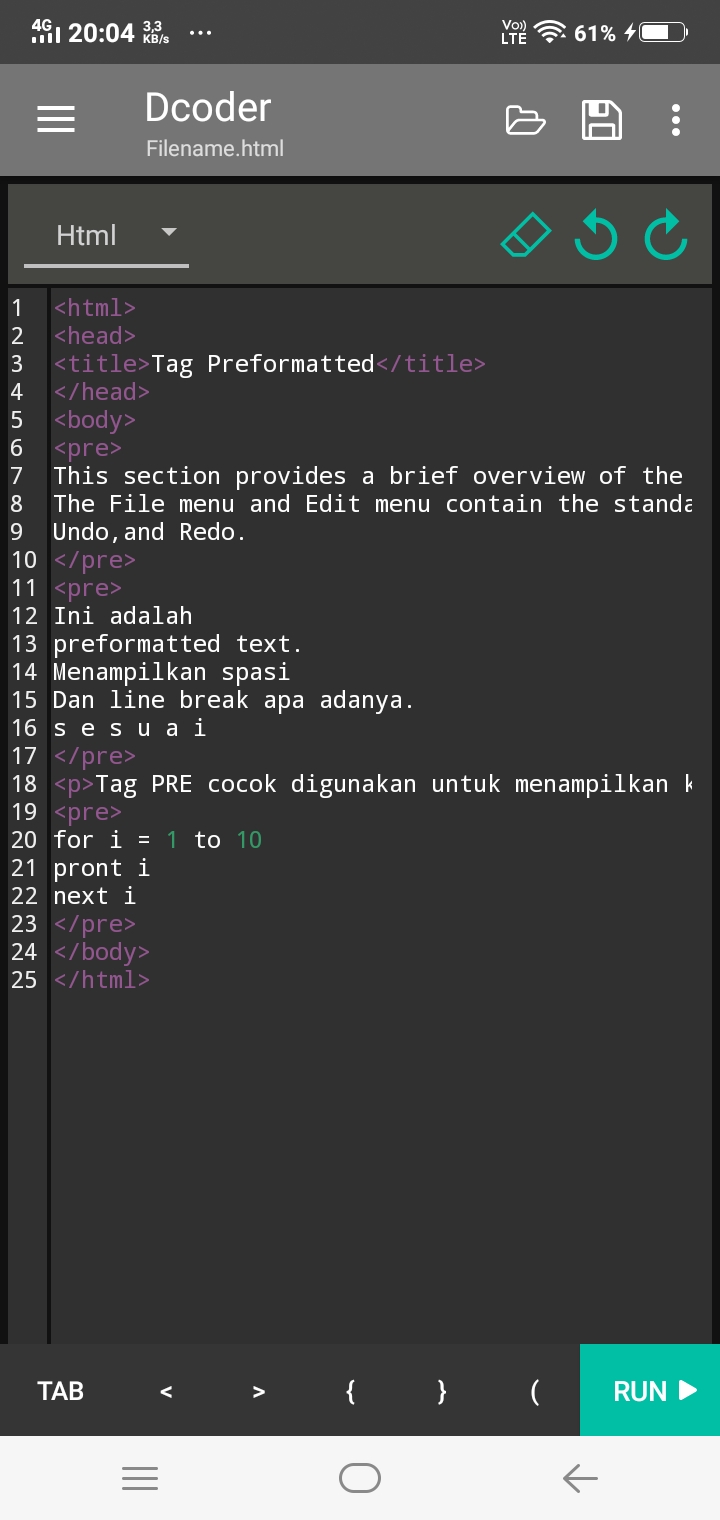 4G 20:04 3,3 KB/s ... Vo)) LTE 61%
Dcoder
Filename.html
Html
1 <html>
2 <head>
3 <title>Tag Preformatted</title>
4 </head>
5 <body>
6 <pre>
7 This section provides a brief overview of the
8 The File menu and Edit menu contain the standa
9 Undo,and Redo.
10 </pre>
11 <pre>
12 Ini adalah
13 preformatted text.
14 Menampilkan spasi
15 Dan line break apa adanya.
16 s e s u a i
17 </pre>
18 <p>Tag PRE cocok digunakan untuk menampilkan k
19 <pre>
20 for i = 1 to 10
21 pront i
22 next i
23 </pre>
24 </body>
25 </html>
TAB < > { } ( RUN